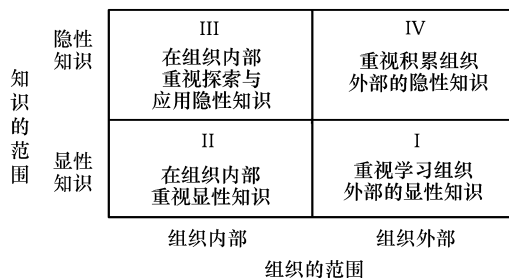 知识的范围
隐性
知识
III
在组织内部
重视探索与
应用隐性知识
IV
重视积累组织
外部的隐性知识
显性
知识
II
在组织内部
重视显性知识
I
重视学习组织
外部的显性知识
组织内部
组织外部
组织的范围